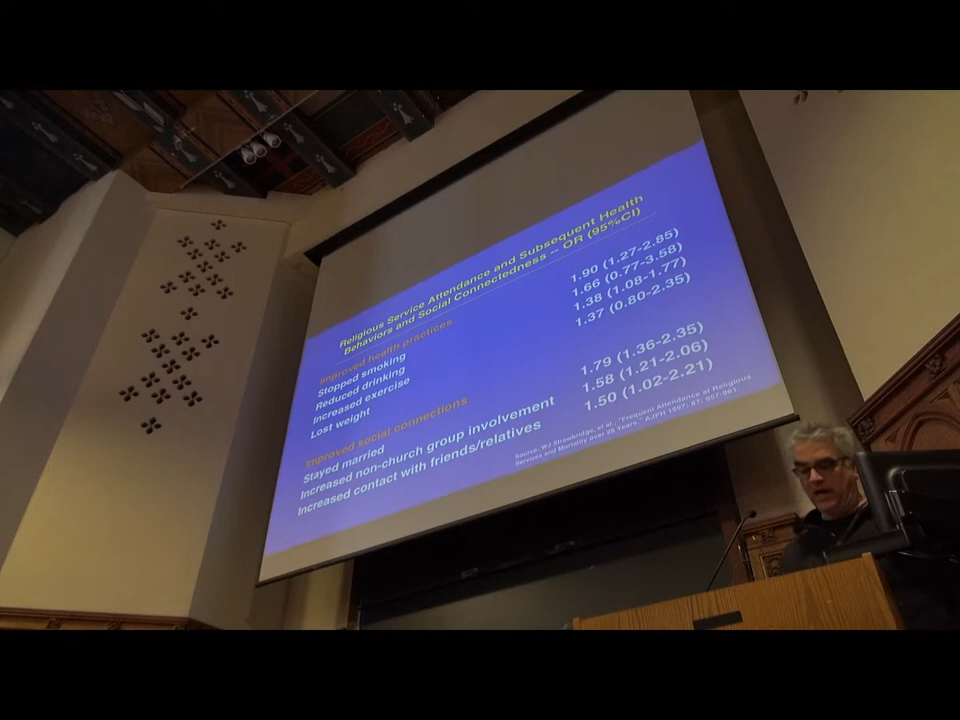 Religious Service Attendance and Subsequent Health
Behaviors and Social Connectedness -- OR (95%CI)
Improved health practices
Stopped smoking 1.90 (1.27-2.85)
Reduced drinking 1.66 (0.77-3.58)
Increased exercise 1.38 (1.08-1.77)
Lost weight 1.37 (0.80-2.35)
Improved social connections
Stayed married 1.79 (1.36-2.35)
Increased non-church group involvement 1.58 (1.21-2.06)
Increased contact with friends/relatives 1.50 (1.02-2.21)
Source: WJ Strawbridge, et al., "Frequent Attendance at Religious
Services and Mortality over 28 Years," AJPH 1997; 87: 957-961.